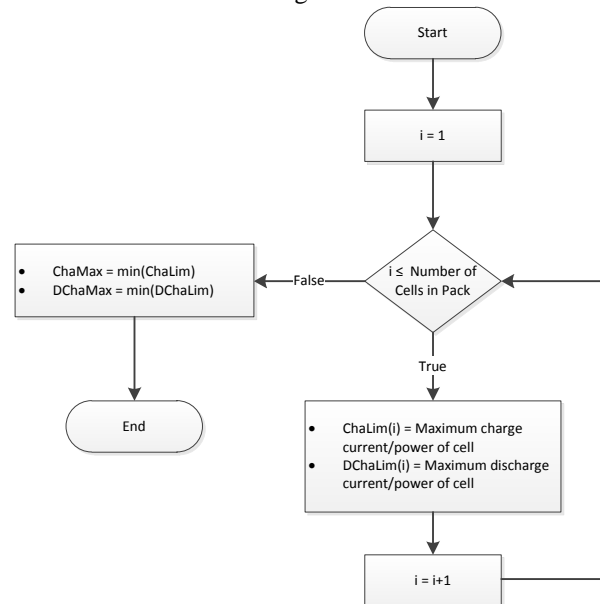 Start
i = 1
i ≤ Number of
Cells in Pack
False
• ChaMax = min(ChaLim)
• DChaMax = min(DChaLim)
End
True
• ChaLim(i) = Maximum charge
current/power of cell
• DChaLim(i) = Maximum discharge
current/power of cell
i = i+1